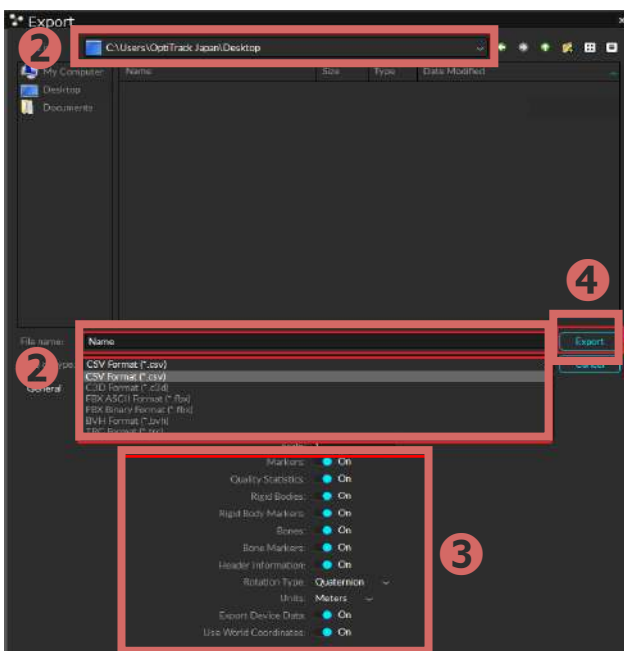 Export
2
C:\Users\OptiTrack Japan\Desktop
My Computer
Name Size Type Date Modified
Desktop
Documents
4
File name: Name Export
2
CSV Format (*.csv)
Cancel
CSV Format (*.csv)
General
C3D Format (*.c3d)
FBX ASCII Format (*.fbx)
FBX Binary Format (*.fbx)
BVH Format (*.bvh)
TRC Format (*.trc)
Markers: On
Quality Statistics: On
Rigid Bodies: On
Rigid Body Markers: On
Bones: On
3
Bone Markers: On
Header Information: On
Rotation Type: Quaternion
Units: Meters
Export Device Data: On
Use World Coordinates: On